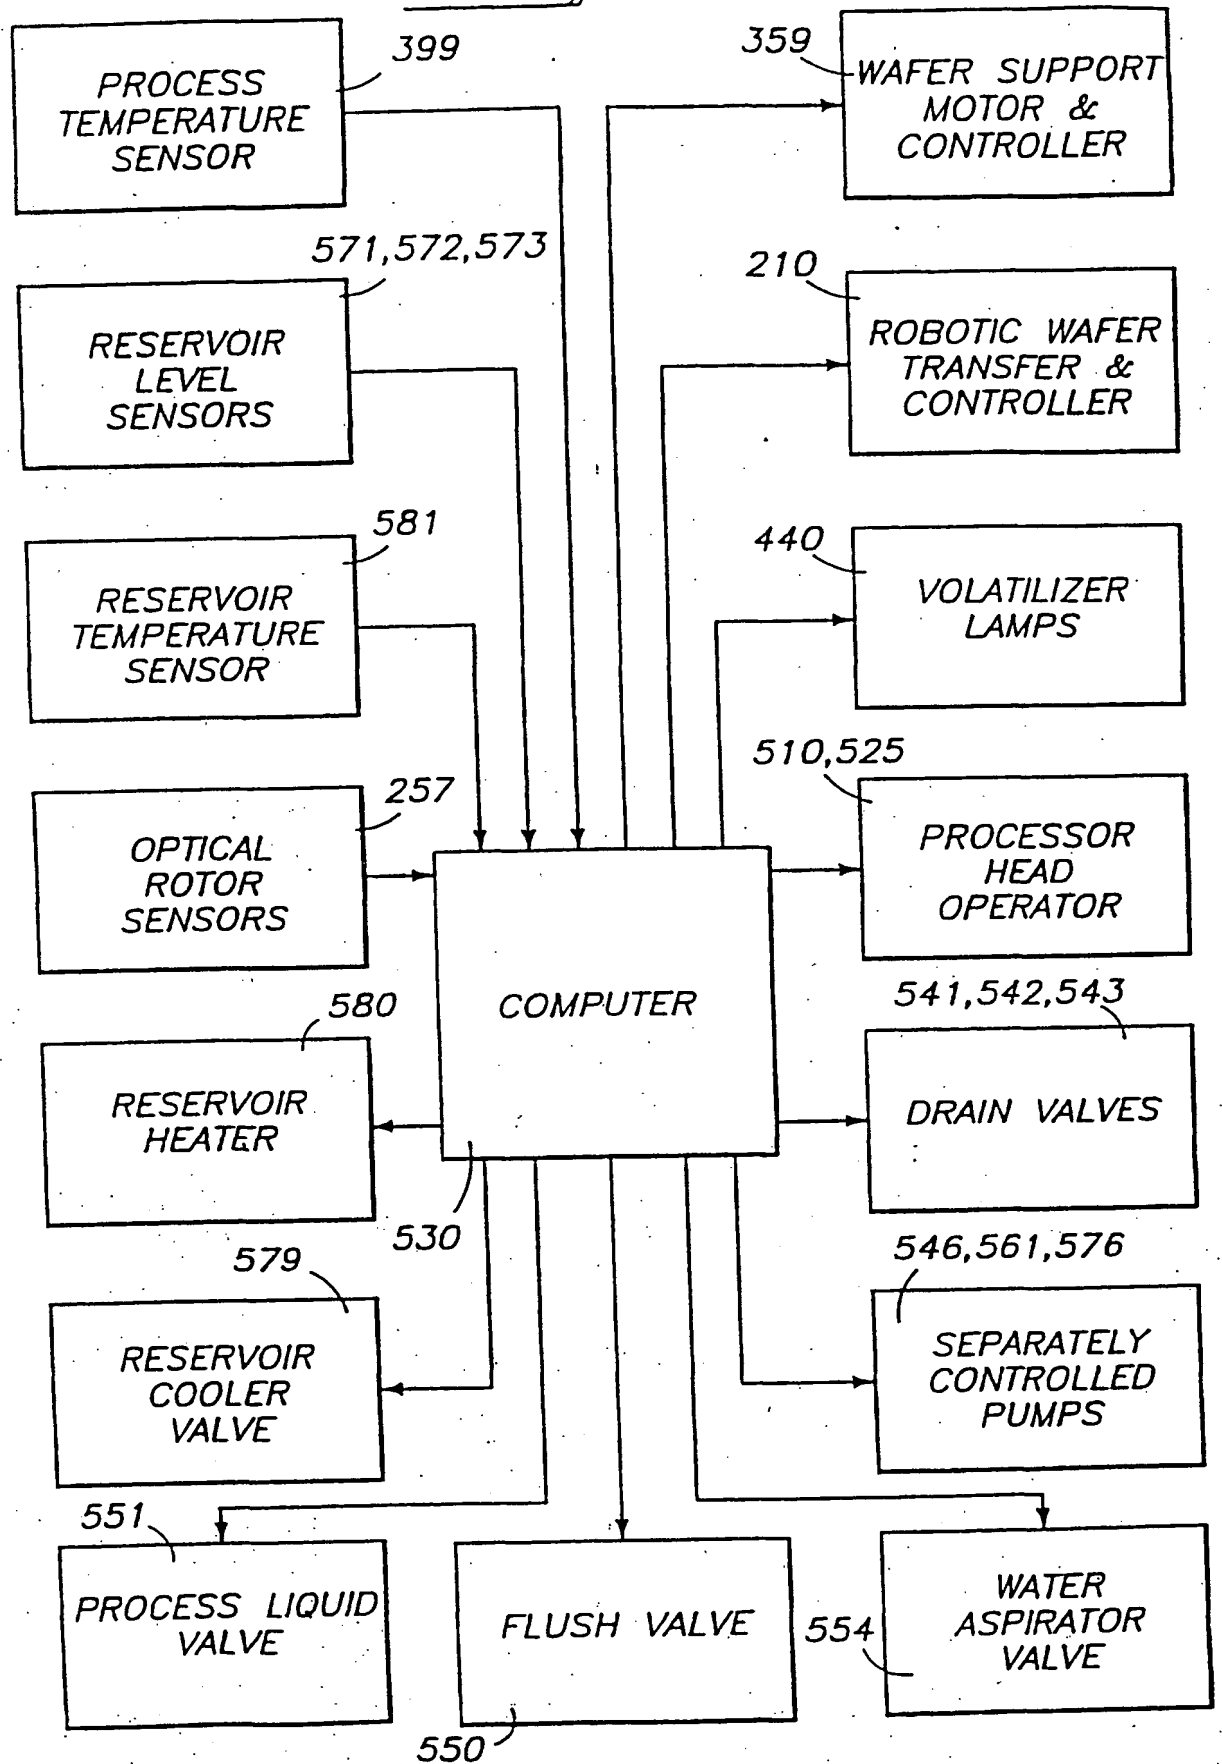 399
PROCESS
TEMPERATURE
SENSOR
359
WAFER SUPPORT
MOTOR &
CONTROLLER
571,572,573
RESERVOIR
LEVEL
SENSORS
210
ROBOTIC WAFER
TRANSFER &
CONTROLLER
581
RESERVOIR
TEMPERATURE
SENSOR
440
VOLATILIZER
LAMPS
257
OPTICAL
ROTOR
SENSORS
510,525
PROCESSOR
HEAD
OPERATOR
COMPUTER
530
580
RESERVOIR
HEATER
541,542,543
DRAIN VALVES
579
RESERVOIR
COOLER
VALVE
546,561,576
SEPARATELY
CONTROLLED
PUMPS
551
PROCESS LIQUID
VALVE
FLUSH VALVE
550
554
WATER
ASPIRATOR
VALVE